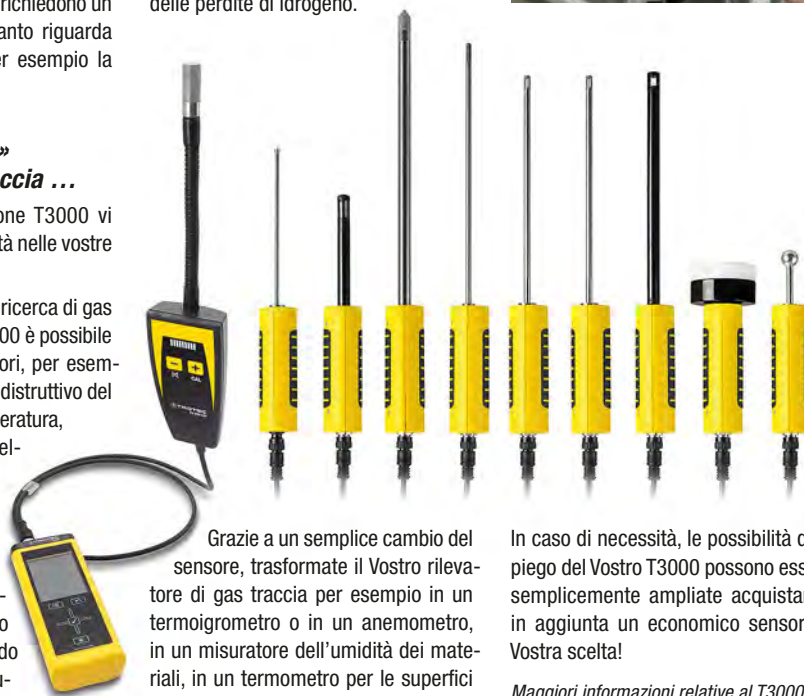 richiedono un
anto riguarda
er esempio la
»
ccia ...
one T3000 vi
tà nelle vostre
ricerca di gas
00 è possibile
ori, per esem-
distruttivo del
eratura,
el-
-
o
do
u-
delle perdite di idrogeno.
− +
CAL
TROTEC
Grazie a un semplice cambio del
sensore, trasformate il Vostro rileva-
tore di gas traccia per esempio in un
termoigrometro o in un anemometro,
in un misuratore dell'umidità dei mate-
riali, in un termometro per le superfici
In caso di necessità, le possibilità d
piego del Vostro T3000 possono ess
semplicemente ampliate acquistan
in aggiunta un economico sensor
Vostra scelta!
Maggiori informazioni relative al T3000